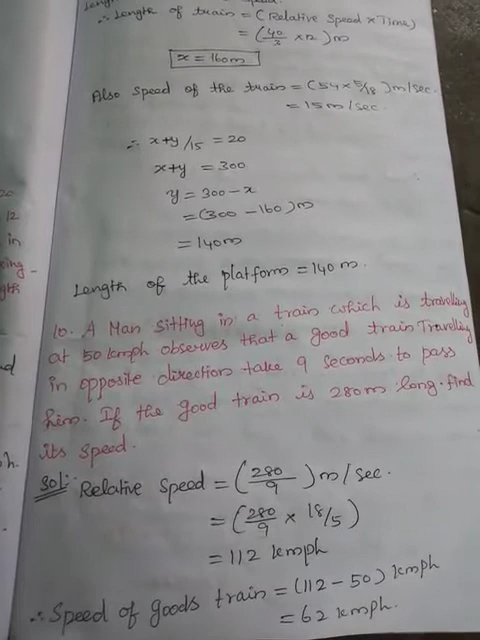 ∴ Length of train = (Relative Speed × Time)
= (40/3 × 12) m
x = 160m
Also Speed of the train = (54 × 5/18) m/sec.
= 15 m/sec.
∴ x+y/15 = 20
x+y = 300
y = 300 - x
= (300 - 160) m
= 140m
Length of the platform = 140 m.
10. A Man sitting in a train which is travelling
at 50 kmph observes that a good train Travelling
in opposite direction take 9 seconds to pass
him. If the good train is 280m long. find
its speed.
Sol:- Relative Speed = (280/9) m/sec.
= (280/9 × 18/5)
= 112 kmph
∴ Speed of goods train = (112 - 50) kmph
= 62 kmph.
12
in